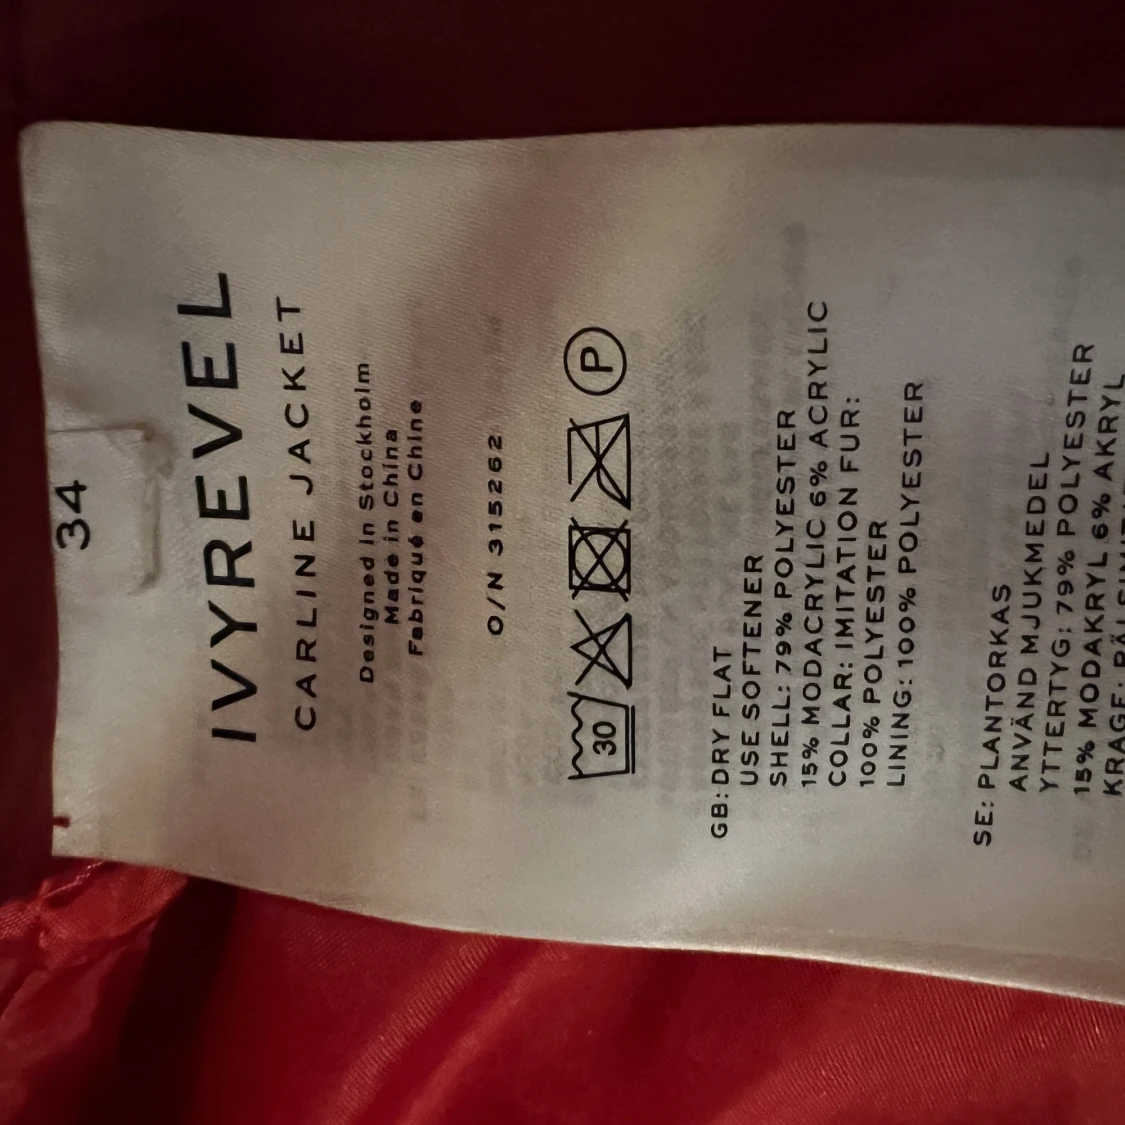 34
IVYREVEL
CARLINE JACKET
Designed in Stockholm
Made in China
Fabriqué en Chine
O/N 315262
30 P
GB: DRY FLAT
USE SOFTENER
SHELL: 79% POLYESTER
15% MODACRYLIC 6% ACRYLIC
COLLAR: IMITATION FUR:
100% POLYESTER
LINING: 100% POLYESTER
SE: PLANTORKAS
ANVÄND MJUKMEDEL
YTTERTYG: 79% POLYESTER
15% MODAKRYL 6% AKRYL
KRAGE: